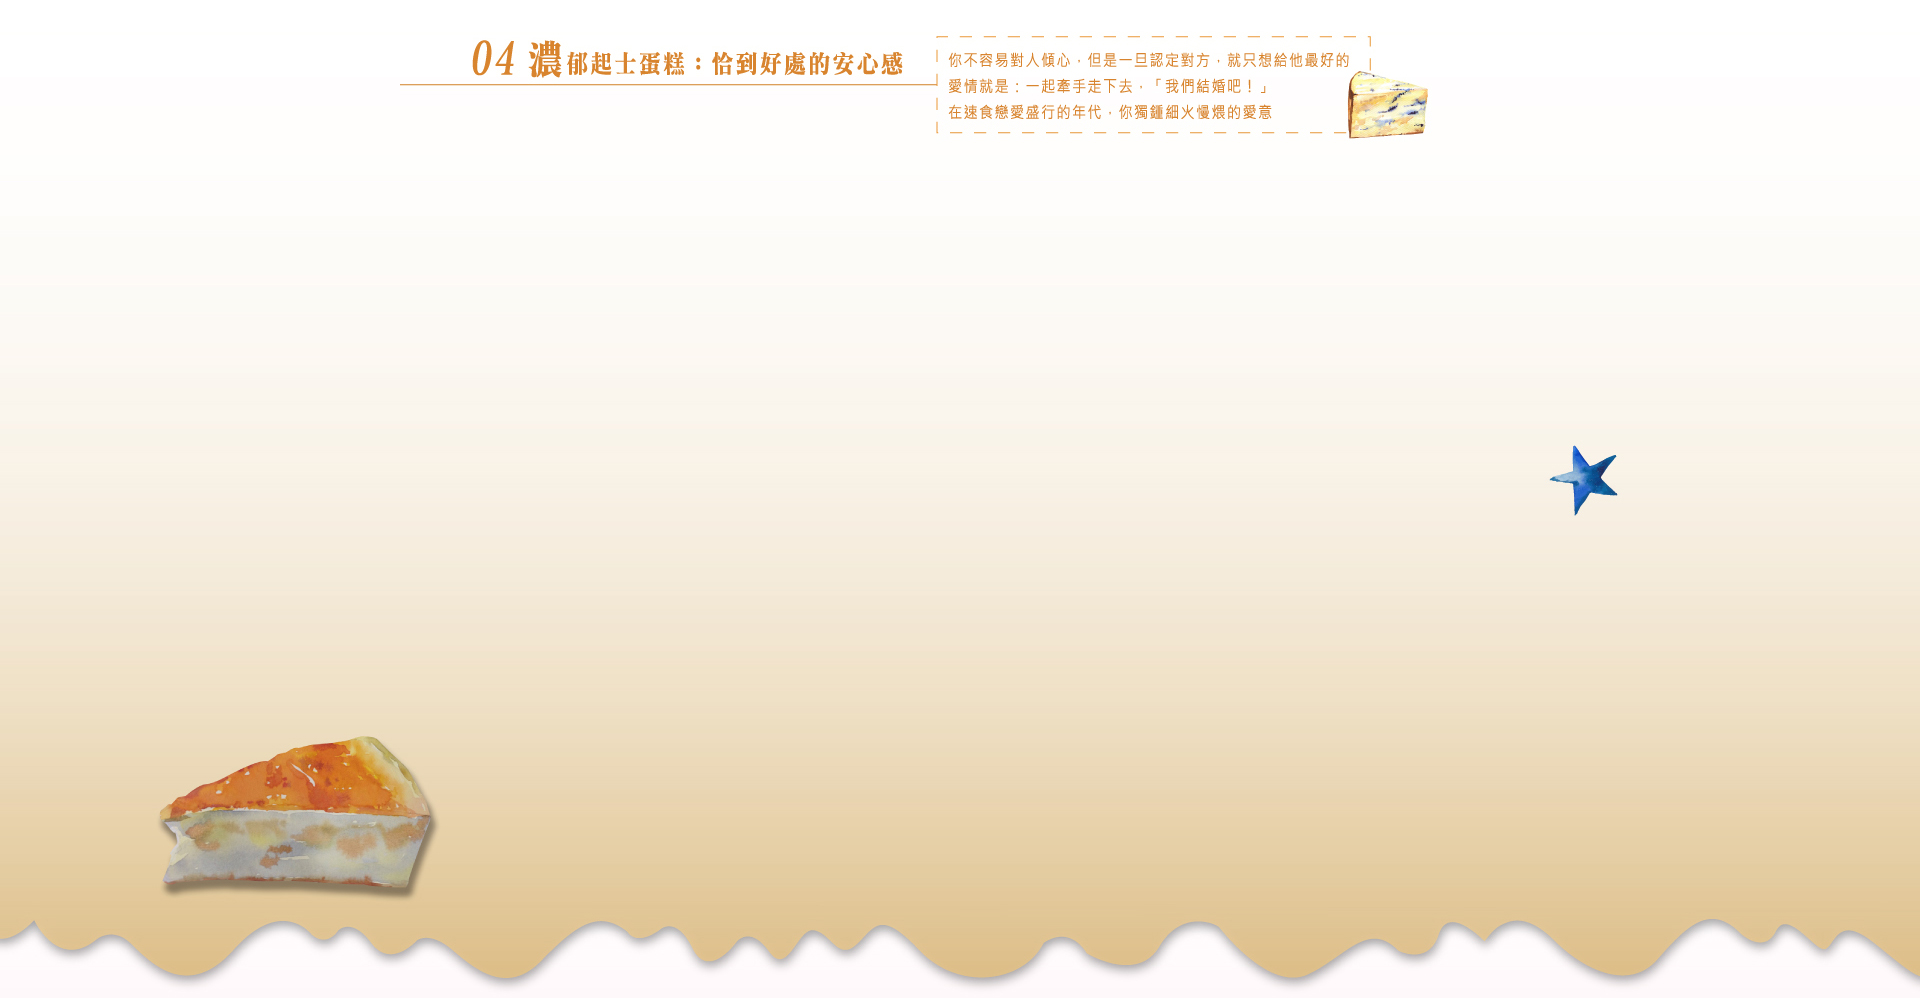 04 濃郁起士蛋糕：恰到好處的安心感
你不容易對人傾心，但是一旦認定對方，就只想給他最好的
愛情就是：一起牽手走下去，「我們結婚吧！」
在速食戀愛盛行的年代，你獨鍾細火慢煨的愛意